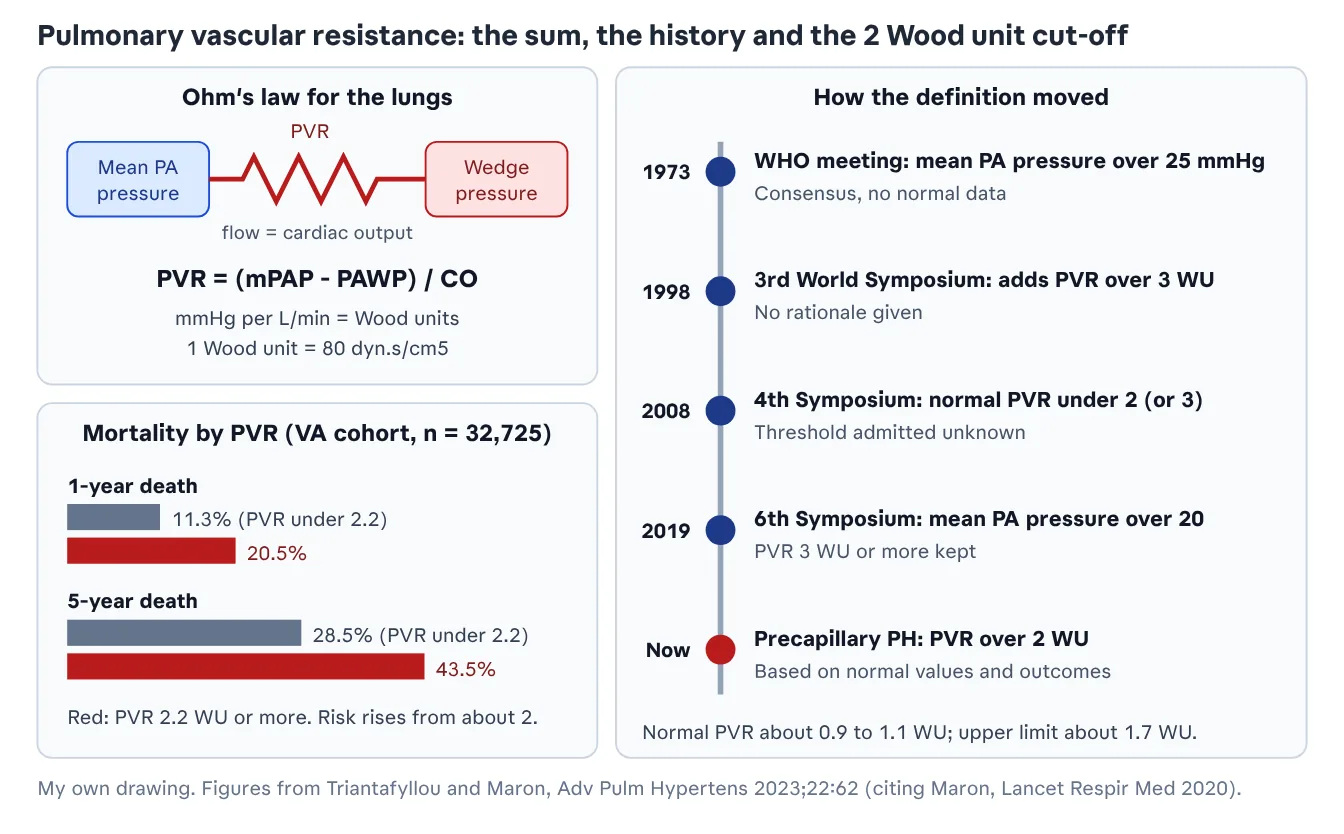 Pulmonary vascular resistance: the sum, the history and the 2 Wood unit cut-off
Ohm's law for the lungs
PVR
Mean PA
pressure
Wedge
pressure
flow = cardiac output
PVR = (mPAP - PAWP) / CO
mmHg per L/min = Wood units
1 Wood unit = 80 dyn.s/cm5
Mortality by PVR (VA cohort, n = 32,725)
1-year death
11.3% (PVR under 2.2)
20.5%
5-year death
28.5% (PVR under 2.2)
43.5%
Red: PVR 2.2 WU or more. Risk rises from about 2.
How the definition moved
1973
WHO meeting: mean PA pressure over 25 mmHg
Consensus, no normal data
1998
3rd World Symposium: adds PVR over 3 WU
No rationale given
2008
4th Symposium: normal PVR under 2 (or 3)
Threshold admitted unknown
2019
6th Symposium: mean PA pressure over 20
PVR 3 WU or more kept
Now
Precapillary PH: PVR over 2 WU
Based on normal values and outcomes
Normal PVR about 0.9 to 1.1 WU; upper limit about 1.7 WU.
My own drawing. Figures from Triantafyllou and Maron, Adv Pulm Hypertens 2023;22:62 (citing Maron, Lancet Respir Med 2020).